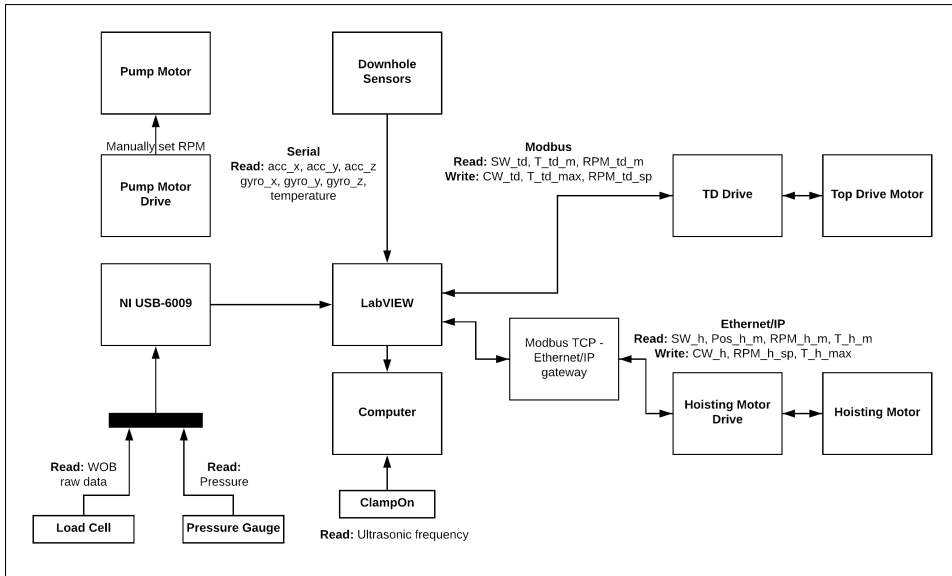 Pump Motor
Manually set RPM
Pump Motor
Drive
Downhole
Sensors
Serial
Read: acc_x, acc_y, acc_z
gyro_x, gyro_y, gyro_z,
temperature
Modbus
Read: SW_td, T_td_m, RPM_td_m
Write: CW_td, T_td_max, RPM_td_sp
TD Drive
Top Drive Motor
NI USB-6009
LabVIEW
Modbus TCP -
Ethernet/IP
gateway
Ethernet/IP
Read: SW_h, Pos_h_m, RPM_h_m, T_h_m
Write: CW_h, RPM_h_sp, T_h_max
Computer
Hoisting Motor
Drive
Hoisting Motor
Read: WOB
raw data
Read:
Pressure
Load Cell
Pressure Gauge
ClampOn
Read: Ultrasonic frequency